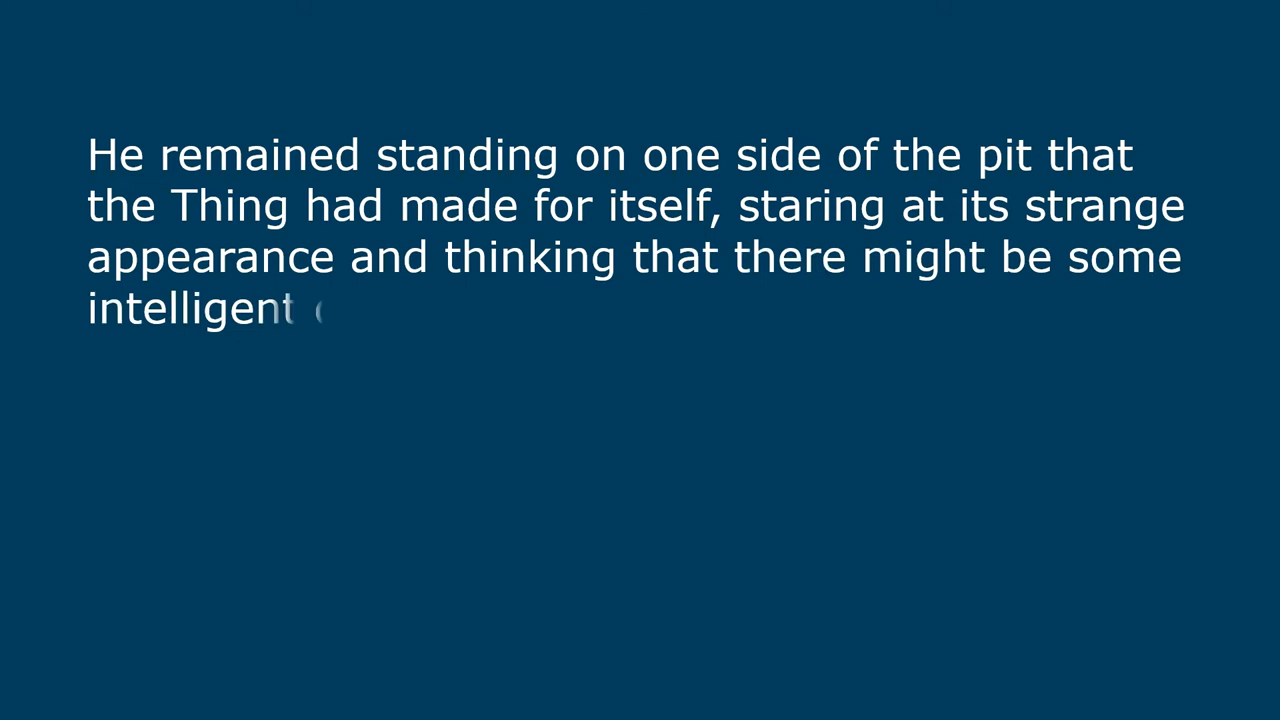 He remained standing on one side of the pit that
the Thing had made for itself, staring at its strange
appearance and thinking that there might be some
intelligent